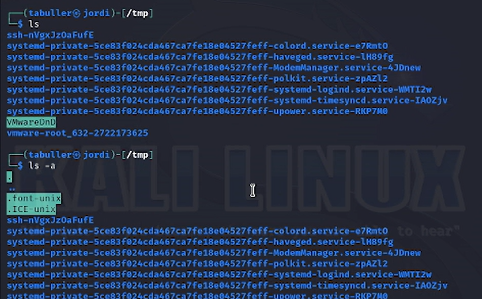 ┌──(tabuller㉿jordi)-[/tmp]
└─$ ls
ssh-nVgxJzOaFufE
systemd-private-5ce83f024cda467ca7fe18e04527feff-colord.service-e7RmtO
systemd-private-5ce83f024cda467ca7fe18e04527feff-haveged.service-lH89fg
systemd-private-5ce83f024cda467ca7fe18e04527feff-ModemManager.service-4JDnew
systemd-private-5ce83f024cda467ca7fe18e04527feff-polkit.service-zpAZl2
systemd-private-5ce83f024cda467ca7fe18e04527feff-systemd-logind.service-WMTI2w
systemd-private-5ce83f024cda467ca7fe18e04527feff-systemd-timesyncd.service-IAOZjv
systemd-private-5ce83f024cda467ca7fe18e04527feff-upower.service-RKP7M0
VMwareDnD
vmware-root_632-2722173625
┌──(tabuller㉿jordi)-[/tmp]
└─$ ls -a
.
..
.font-unix
.ICE-unix
KALI LINUX
ssh-nVgxJzOaFufE
to hear"
systemd-private-5ce83f024cda467ca7fe18e04527feff-colord.service-e7RmtO
systemd-private-5ce83f024cda467ca7fe18e04527feff-haveged.service-lH89fg
systemd-private-5ce83f024cda467ca7fe18e04527feff-ModemManager.service-4JDnew
systemd-private-5ce83f024cda467ca7fe18e04527feff-polkit.service-zpAZl2
systemd-private-5ce83f024cda467ca7fe18e04527feff-systemd-logind.service-WMTI2w
systemd-private-5ce83f024cda467ca7fe18e04527feff-systemd-timesyncd.service-IAOZjv
systemd-private-5ce83f024cda467ca7fe18e04527feff-upower.service-RKP7M0